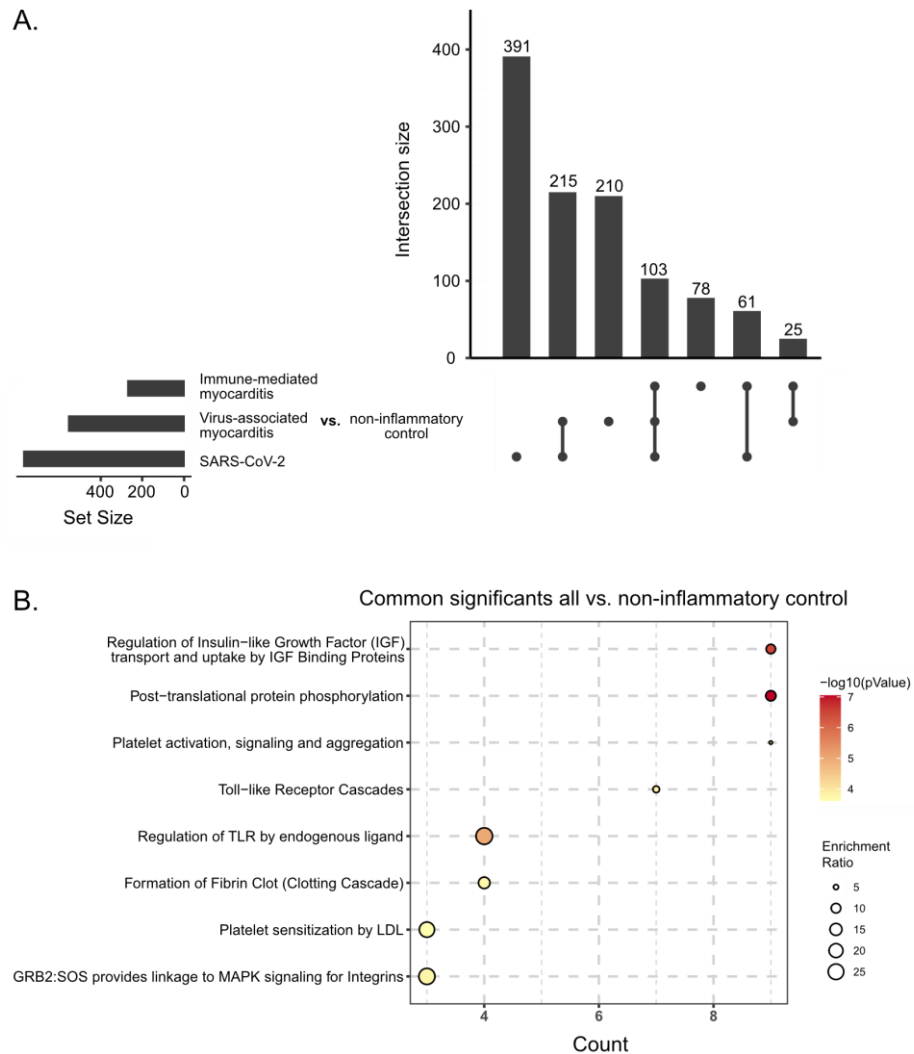 A.
Intersection size
400
300
200
100
0
391
215
210
103
78
61
25
Immune-mediated
myocarditis
Virus-associated
myocarditis
vs. non-inflammatory
control
SARS-CoV-2
400 200 0
Set Size
B.
Common significants all vs. non-inflammatory control
Regulation of Insulin−like Growth Factor (IGF)
transport and uptake by IGF Binding Proteins
Post−translational protein phosphorylation
Platelet activation, signaling and aggregation
Toll−like Receptor Cascades
Regulation of TLR by endogenous ligand
Formation of Fibrin Clot (Clotting Cascade)
Platelet sensitization by LDL
GRB2:SOS provides linkage to MAPK signaling for Integrins
4 6 8
Count
−log10(pValue)
7
6
5
4
Enrichment
Ratio
5
10
15
20
25